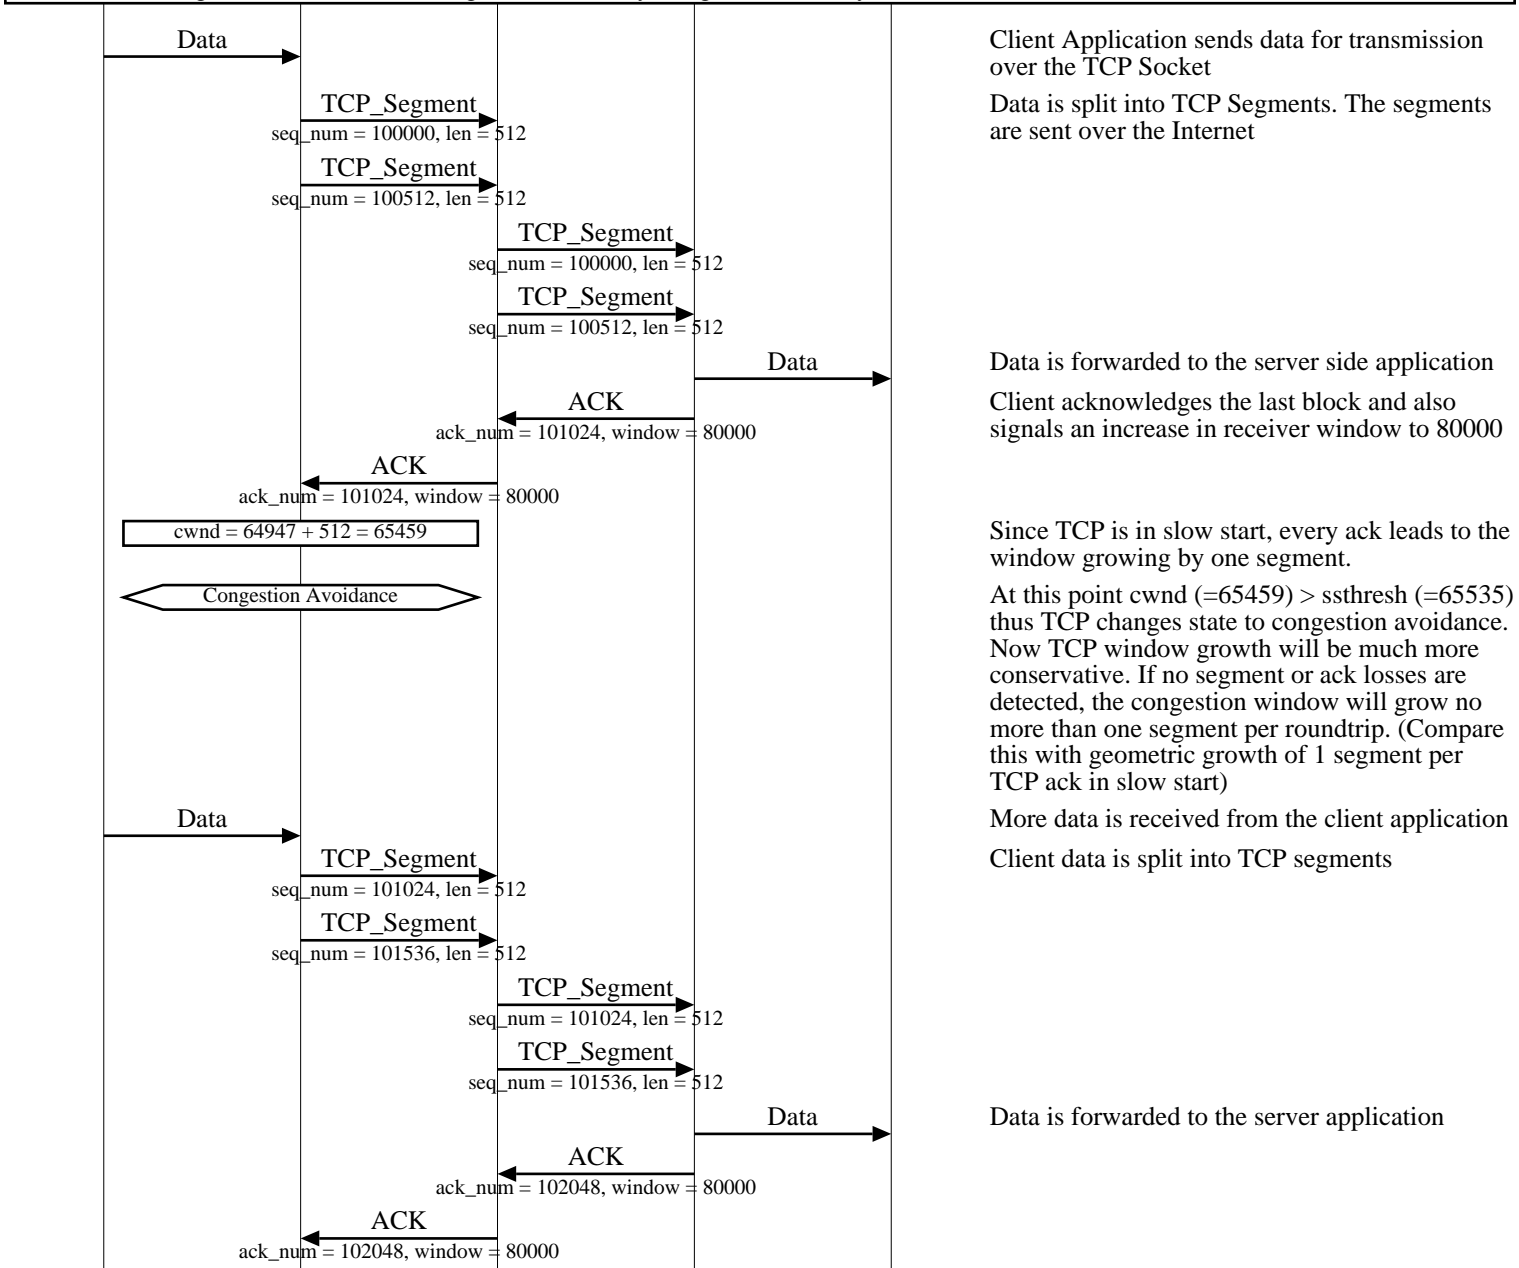 Data
Client Application sends data for transmission
over the TCP Socket
TCP_Segment
seq_num = 100000, len = 512
Data is split into TCP Segments. The segments
are sent over the Internet
TCP_Segment
seq_num = 100512, len = 512
TCP_Segment
seq_num = 100000, len = 512
TCP_Segment
seq_num = 100512, len = 512
Data
Data is forwarded to the server side application
ACK
ack_num = 101024, window = 80000
Client acknowledges the last block and also
signals an increase in receiver window to 80000
ACK
ack_num = 101024, window = 80000
cwnd = 64947 + 512 = 65459
Since TCP is in slow start, every ack leads to the
window growing by one segment.
Congestion Avoidance
At this point cwnd (=65459) > ssthresh (=65535)
thus TCP changes state to congestion avoidance.
Now TCP window growth will be much more
conservative. If no segment or ack losses are
detected, the congestion window will grow no
more than one segment per roundtrip. (Compare
this with geometric growth of 1 segment per
TCP ack in slow start)
Data
More data is received from the client application
TCP_Segment
seq_num = 101024, len = 512
Client data is split into TCP segments
TCP_Segment
seq_num = 101536, len = 512
TCP_Segment
seq_num = 101024, len = 512
TCP_Segment
seq_num = 101536, len = 512
Data
Data is forwarded to the server application
ACK
ack_num = 102048, window = 80000
ACK
ack_num = 102048, window = 80000